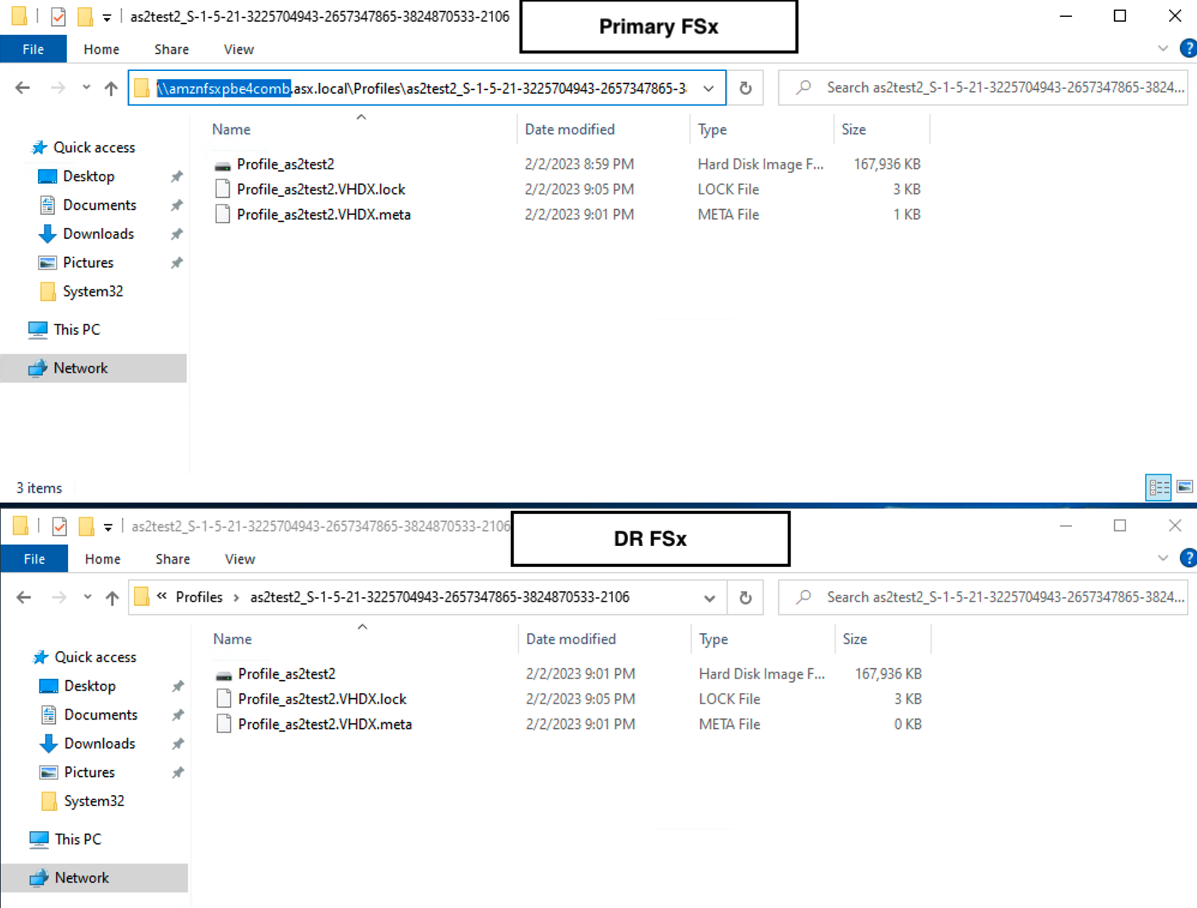 as2test2_S-1-5-21-3225704943-2657347865-3824870533-2106
Primary FSx
File Home Share View
\\amznfsxpbe4comb.asx.local\Profiles\as2test2_S-1-5-21-3225704943-2657347865-3
Search as2test2_S-1-5-21-3225704943-2657347865-3824...
Name Date modified Type Size
Quick access
Desktop
Documents
Downloads
Pictures
System32
This PC
Network
Profile_as2test2 2/2/2023 8:59 PM Hard Disk Image F... 167,936 KB
Profile_as2test2.VHDX.lock 2/2/2023 9:05 PM LOCK File 3 KB
Profile_as2test2.VHDX.meta 2/2/2023 9:01 PM META File 1 KB
3 items
as2test2_S-1-5-21-3225704943-2657347865-3824870533-2106
DR FSx
File Home Share View
« Profiles > as2test2_S-1-5-21-3225704943-2657347865-3824870533-2106
Search as2test2_S-1-5-21-3225704943-2657347865-3824...
Name Date modified Type Size
Quick access
Desktop
Documents
Downloads
Pictures
System32
This PC
Network
Profile_as2test2 2/2/2023 9:01 PM Hard Disk Image F... 167,936 KB
Profile_as2test2.VHDX.lock 2/2/2023 9:05 PM LOCK File 3 KB
Profile_as2test2.VHDX.meta 2/2/2023 9:01 PM META File 0 KB